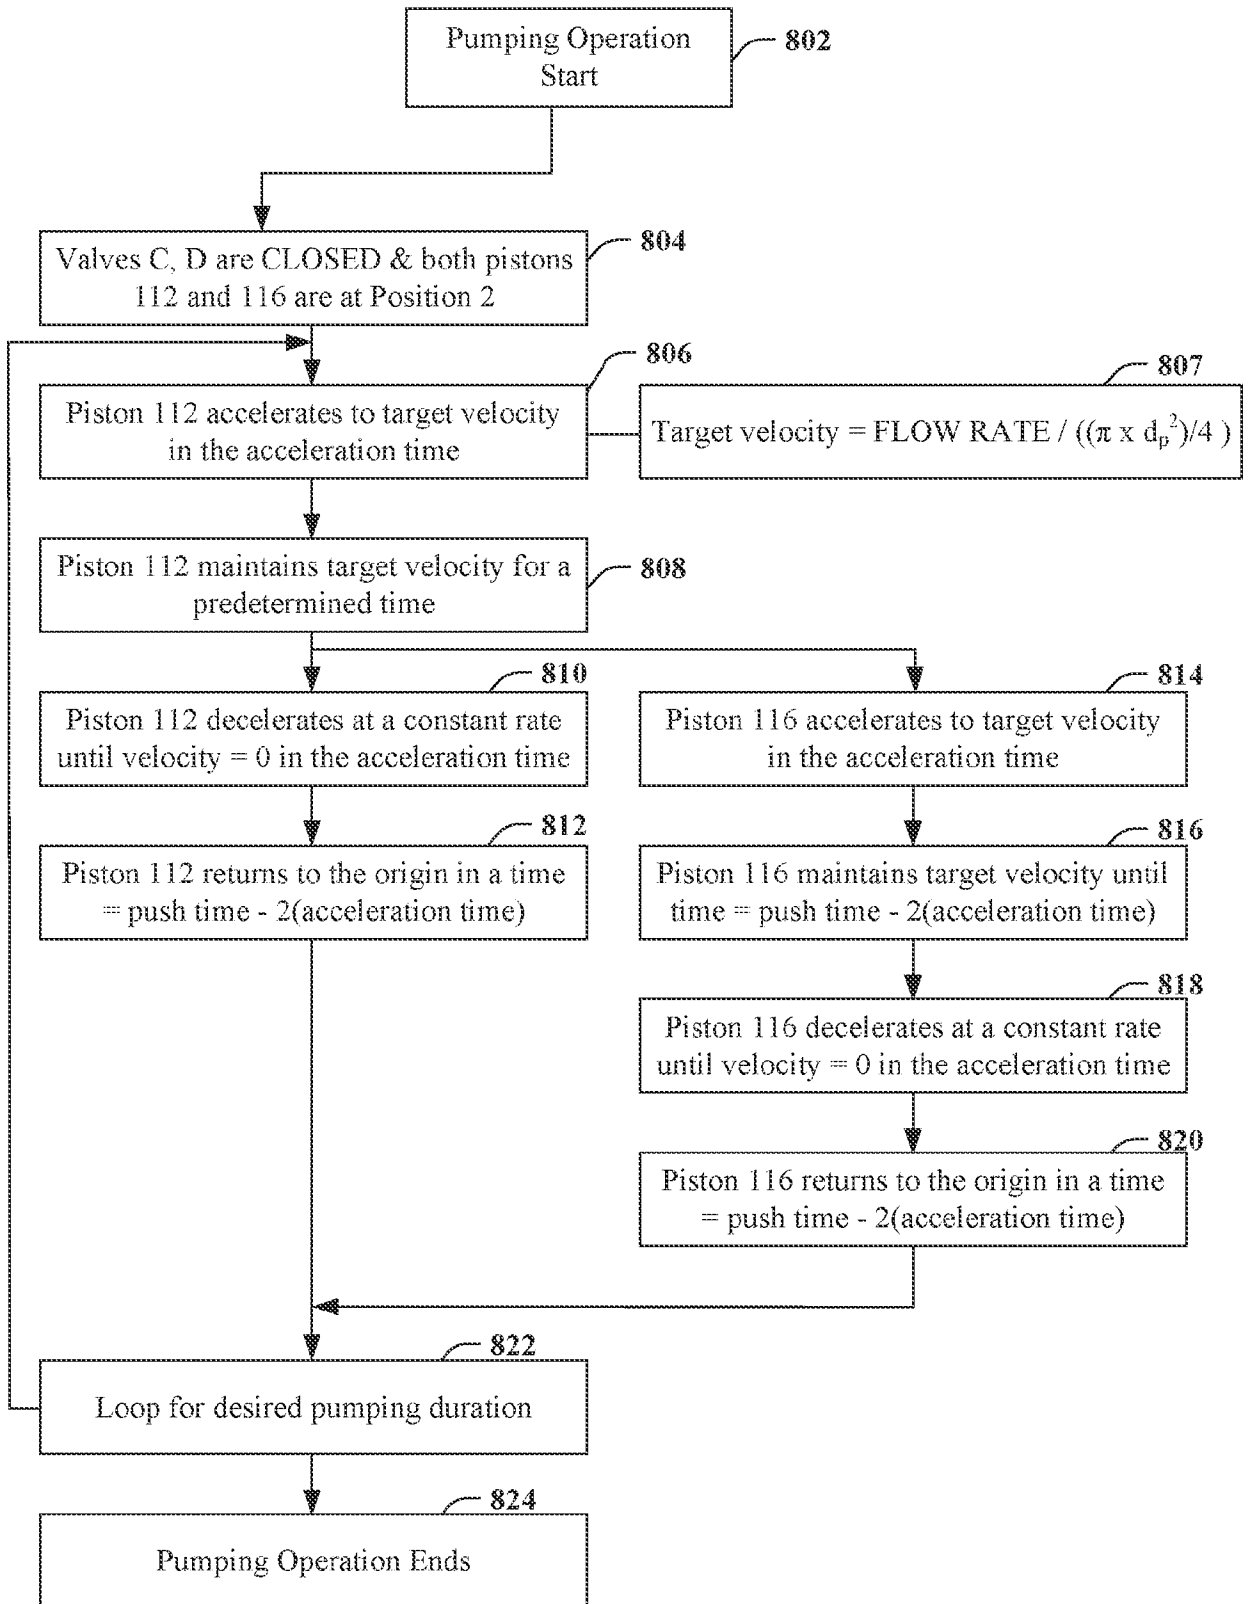 Pumping Operation
Start
802
Valves C, D are CLOSED & both pistons
112 and 116 are at Position 2
804
Piston 112 accelerates to target velocity
in the acceleration time
806
807
Target velocity = FLOW RATE / ((π x dₚ²)/4 )
Piston 112 maintains target velocity for a
predetermined time
808
810
Piston 112 decelerates at a constant rate
until velocity = 0 in the acceleration time
814
Piston 116 accelerates to target velocity
in the acceleration time
812
Piston 112 returns to the origin in a time
= push time - 2(acceleration time)
816
Piston 116 maintains target velocity until
time = push time - 2(acceleration time)
818
Piston 116 decelerates at a constant rate
until velocity = 0 in the acceleration time
820
Piston 116 returns to the origin in a time
= push time - 2(acceleration time)
822
Loop for desired pumping duration
824
Pumping Operation Ends